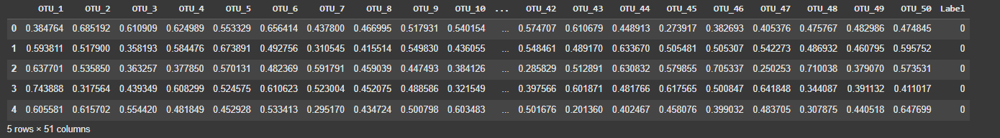 OTU_1 OTU_2 OTU_3 OTU_4 OTU_5 OTU_6 OTU_7 OTU_8 OTU_9 OTU_10 ... OTU_42 OTU_43 OTU_44 OTU_45 OTU_46 OTU_47 OTU_48 OTU_49 OTU_50 Label
0 0.384764 0.685192 0.610909 0.624989 0.553329 0.656414 0.437800 0.466995 0.517931 0.540154 ... 0.574707 0.610679 0.448913 0.273917 0.382693 0.405376 0.475767 0.482986 0.474845 0
1 0.593811 0.517900 0.358193 0.584476 0.673891 0.492756 0.310545 0.415514 0.549830 0.436055 ... 0.548461 0.489170 0.633670 0.505481 0.505307 0.542273 0.486932 0.460795 0.595752 0
2 0.637701 0.535850 0.363257 0.377850 0.570131 0.482369 0.591791 0.459039 0.447493 0.384126 ... 0.285829 0.512891 0.630832 0.579855 0.705337 0.250253 0.710038 0.379070 0.573531 0
3 0.743888 0.317564 0.439349 0.608299 0.524575 0.610623 0.523004 0.452075 0.488586 0.321549 ... 0.397566 0.601871 0.481766 0.617565 0.500847 0.641848 0.344087 0.391132 0.411017 0
4 0.605581 0.615702 0.554420 0.481849 0.452928 0.533413 0.295170 0.434724 0.500798 0.603483 ... 0.501676 0.201360 0.402467 0.458076 0.399032 0.483705 0.307875 0.440518 0.647699 0
5 rows × 51 columns